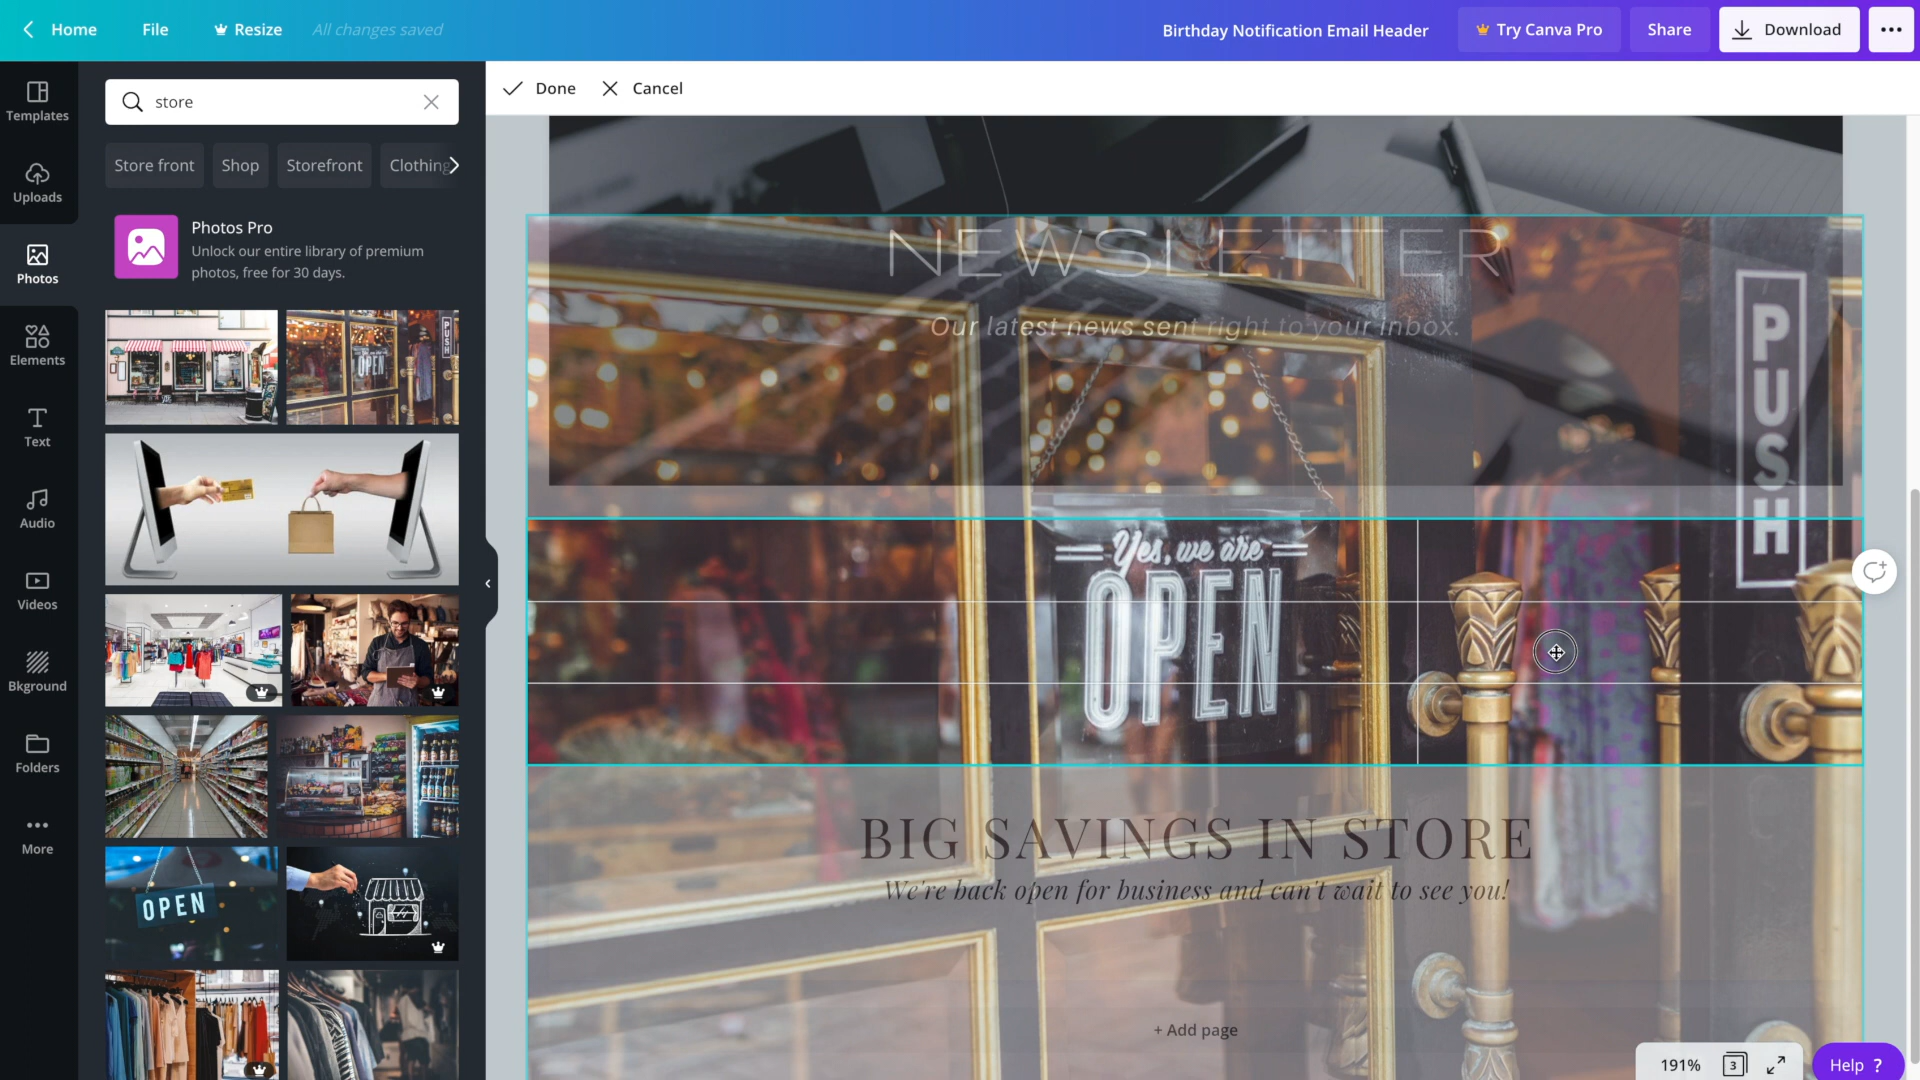 Home
File
Resize
All changes saved
Birthday Notification Email Header
Try Canva Pro
Share
Download
Templates
Uploads
Photos
Elements
Text
Audio
Videos
Bkground
Folders
More
store
Store front
Shop
Storefront
Clothing
Photos Pro
Unlock our entire library of premium
photos, free for 30 days.
PUSH
OPEN
OPEN
Done
Cancel
NEWSLETTER
Our latest news sent right to your inbox.
PUSH
Yes, we are
OPEN
BIG SAVINGS IN STORE
We're back open for business and can't wait to see you!
+ Add page
191%
3
Help ?